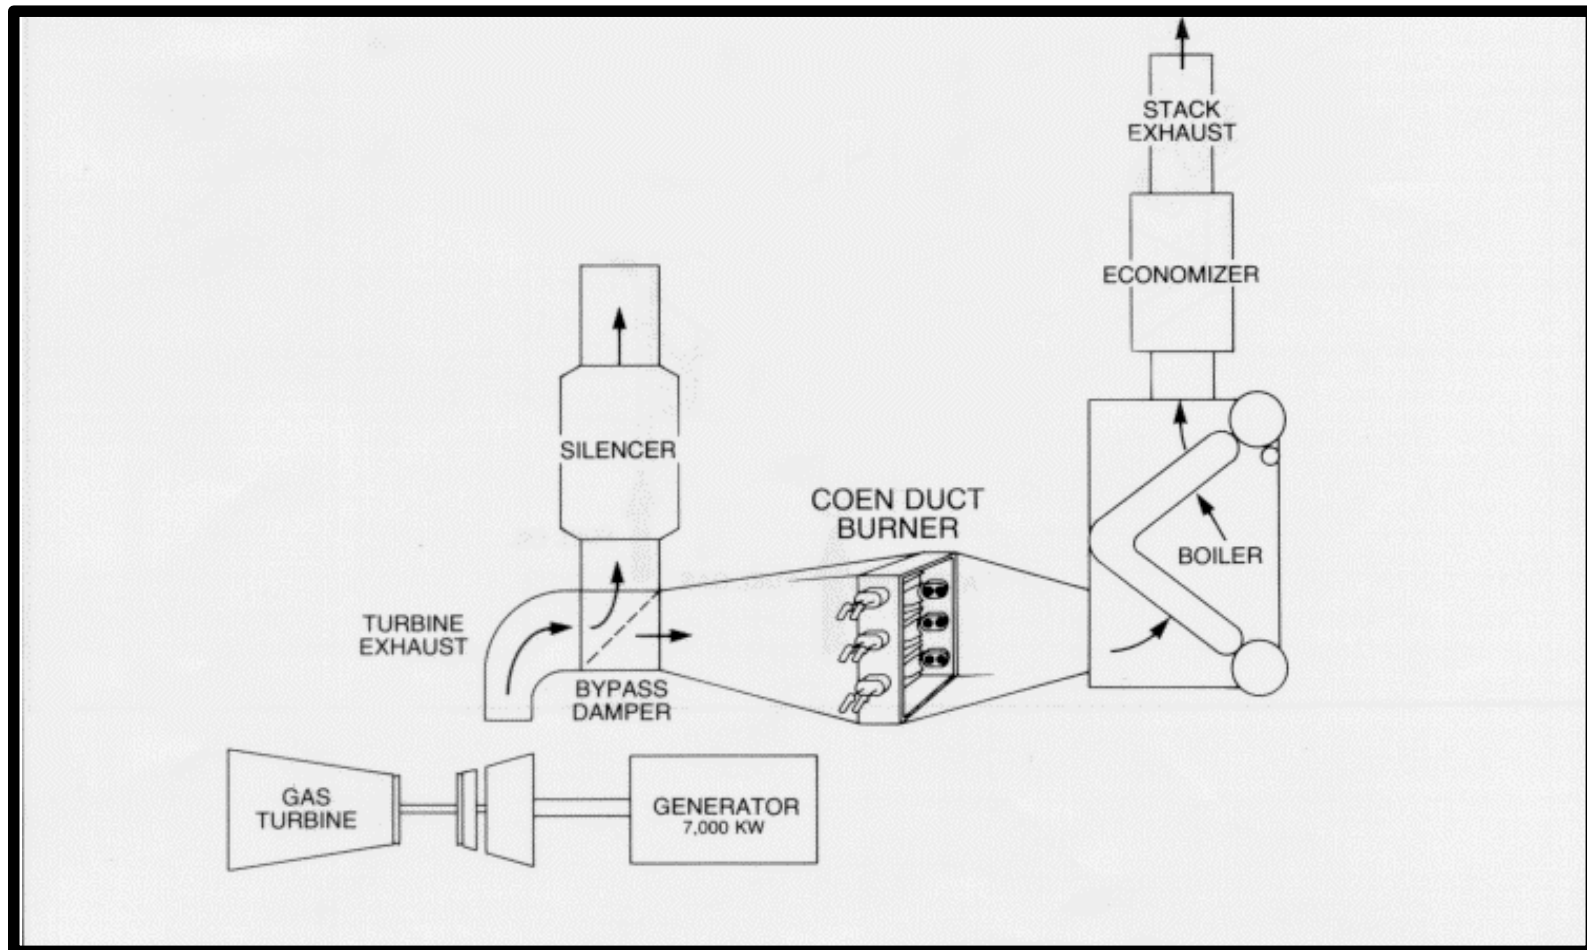 STACK
EXHAUST
ECONOMIZER
SILENCER
COEN DUCT
BURNER
BOILER
TURBINE
EXHAUST
BYPASS
DAMPER
GAS
TURBINE
GENERATOR
7,000 KW